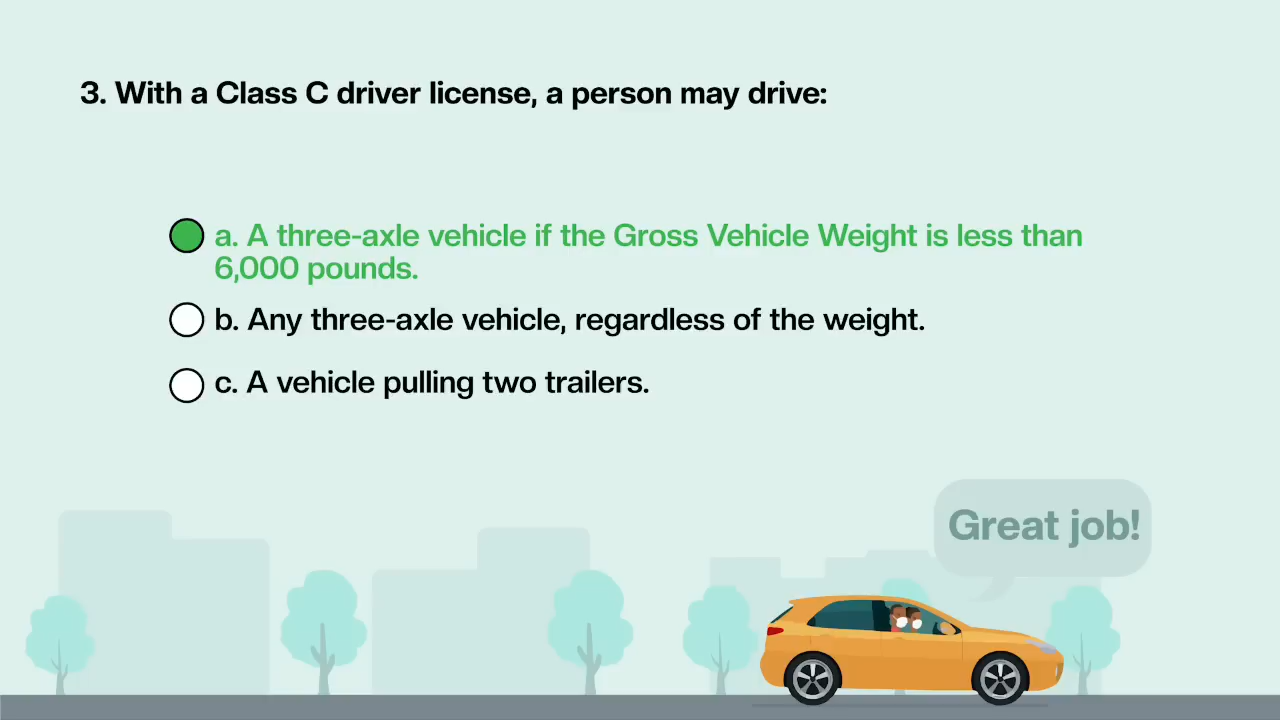 3. With a Class C driver license, a person may drive:
a. A three-axle vehicle if the Gross Vehicle Weight is less than
6,000 pounds.
b. Any three-axle vehicle, regardless of the weight.
c. A vehicle pulling two trailers.
Great job!